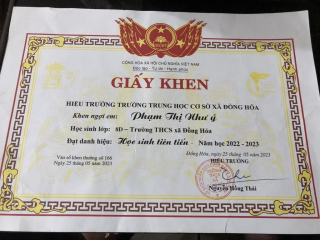 CỘNG HÒA XÃ HỘI CHỦ NGHĨA VIỆT NAM
Độc lập - Tự do - Hạnh phúc
GIẤY KHEN
HIỆU TRƯỞNG TRƯỜNG TRUNG HỌC CƠ SỞ XÃ ĐÔNG HÓA
Khen ngợi em: Phạm Thị Như ý
Học sinh lớp: 8D – Trường THCS xã Đồng Hóa
Đạt danh hiệu: Học sinh tiên tiến - Năm học 2022 - 2023
Vào sổ khen thưởng số 166
Ngày 25 tháng 05 năm 2023
Đồng Hóa, ngày 25 tháng 05 năm 2023
HIỆU TRƯỞNG
Nguyễn Hồng Thái